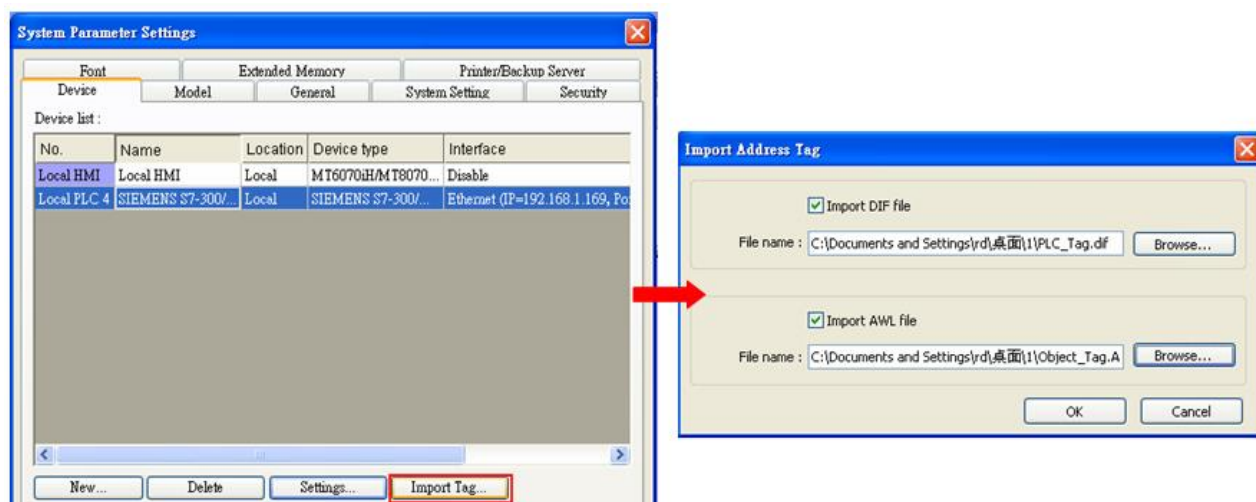 System Parameter Settings
Font Extended Memory Printer/Backup Server
Device Model General System Setting Security
Device list :
No. Name Location Device type Interface
Local HMI Local HMI Local MT6070iH/MT8070... Disable
Local PLC 4 SIEMENS S7-300/... Local SIEMENS S7-300/... Ethernet (IP=192.168.1.169, Po
New... Delete Settings... Import Tag...
Import Address Tag
Import DIF file
File name : C:\Documents and Settings\rd\桌面\1\PLC_Tag.dif Browse...
Import AWL file
File name : C:\Documents and Settings\rd\桌面\1\Object_Tag.A Browse...
OK Cancel